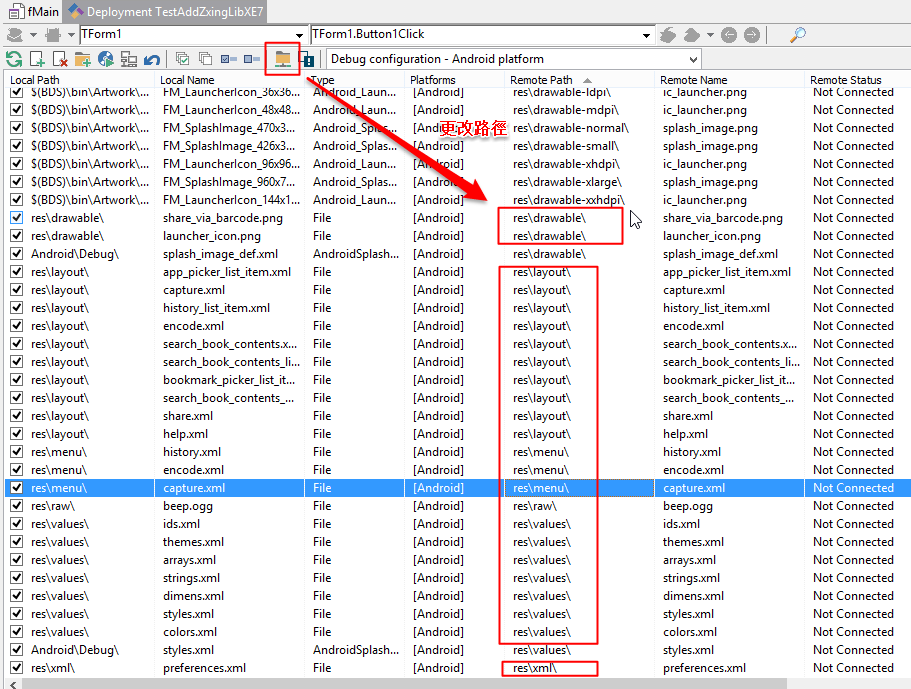 fMain Deployment TestAddZxingLibXE7
TForm1 TForm1.Button1Click
Debug configuration - Android platform
Local Path Local Name Type Platforms Remote Path Remote Name Remote Status
$(BDS)\bin\Artwork\... FM_LauncherIcon_36x36... Android_Laun... [Android] res\drawable-ldpi\ ic_launcher.png Not Connected
$(BDS)\bin\Artwork\... FM_LauncherIcon_48x48... Android_Laun... [Android] res\drawable-mdpi\ ic_launcher.png Not Connected
更改路徑
$(BDS)\bin\Artwork\... FM_SplashImage_470x3... Android_Splas... [Android] res\drawable-normal\ splash_image.png Not Connected
$(BDS)\bin\Artwork\... FM_SplashImage_426x3... Android_Splas... [Android] res\drawable-small\ splash_image.png Not Connected
$(BDS)\bin\Artwork\... FM_LauncherIcon_96x96... Android_Laun... [Android] res\drawable-xhdpi\ ic_launcher.png Not Connected
$(BDS)\bin\Artwork\... FM_SplashImage_960x7... Android_Splas... [Android] res\drawable-xlarge\ splash_image.png Not Connected
$(BDS)\bin\Artwork\... FM_LauncherIcon_144x1... Android_Laun... [Android] res\drawable-xxhdpi\ ic_launcher.png Not Connected
res\drawable\ share_via_barcode.png File [Android] res\drawable\ share_via_barcode.png Not Connected
res\drawable\ launcher_icon.png File [Android] res\drawable\ launcher_icon.png Not Connected
Android\Debug\ splash_image_def.xml AndroidSplash... [Android] res\drawable\ splash_image_def.xml Not Connected
res\layout\ app_picker_list_item.xml File [Android] res\layout\ app_picker_list_item.xml Not Connected
res\layout\ capture.xml File [Android] res\layout\ capture.xml Not Connected
res\layout\ history_list_item.xml File [Android] res\layout\ history_list_item.xml Not Connected
res\layout\ encode.xml File [Android] res\layout\ encode.xml Not Connected
res\layout\ search_book_contents.x... File [Android] res\layout\ search_book_contents.x... Not Connected
res\layout\ search_book_contents_li... File [Android] res\layout\ search_book_contents_li... Not Connected
res\layout\ bookmark_picker_list_it... File [Android] res\layout\ bookmark_picker_list_it... Not Connected
res\layout\ search_book_contents_... File [Android] res\layout\ search_book_contents_... Not Connected
res\layout\ share.xml File [Android] res\layout\ share.xml Not Connected
res\layout\ help.xml File [Android] res\layout\ help.xml Not Connected
res\menu\ history.xml File [Android] res\menu\ history.xml Not Connected
res\menu\ encode.xml File [Android] res\menu\ encode.xml Not Connected
res\menu\ capture.xml File [Android] res\menu\ capture.xml Not Connected
res\raw\ beep.ogg File [Android] res\raw\ beep.ogg Not Connected
res\values\ ids.xml File [Android] res\values\ ids.xml Not Connected
res\values\ themes.xml File [Android] res\values\ themes.xml Not Connected
res\values\ arrays.xml File [Android] res\values\ arrays.xml Not Connected
res\values\ strings.xml File [Android] res\values\ strings.xml Not Connected
res\values\ dimens.xml File [Android] res\values\ dimens.xml Not Connected
res\values\ styles.xml File [Android] res\values\ styles.xml Not Connected
res\values\ colors.xml File [Android] res\values\ colors.xml Not Connected
Android\Debug\ styles.xml AndroidSplash... [Android] res\values\ styles.xml Not Connected
res\xml\ preferences.xml File [Android] res\xml\ preferences.xml Not Connected